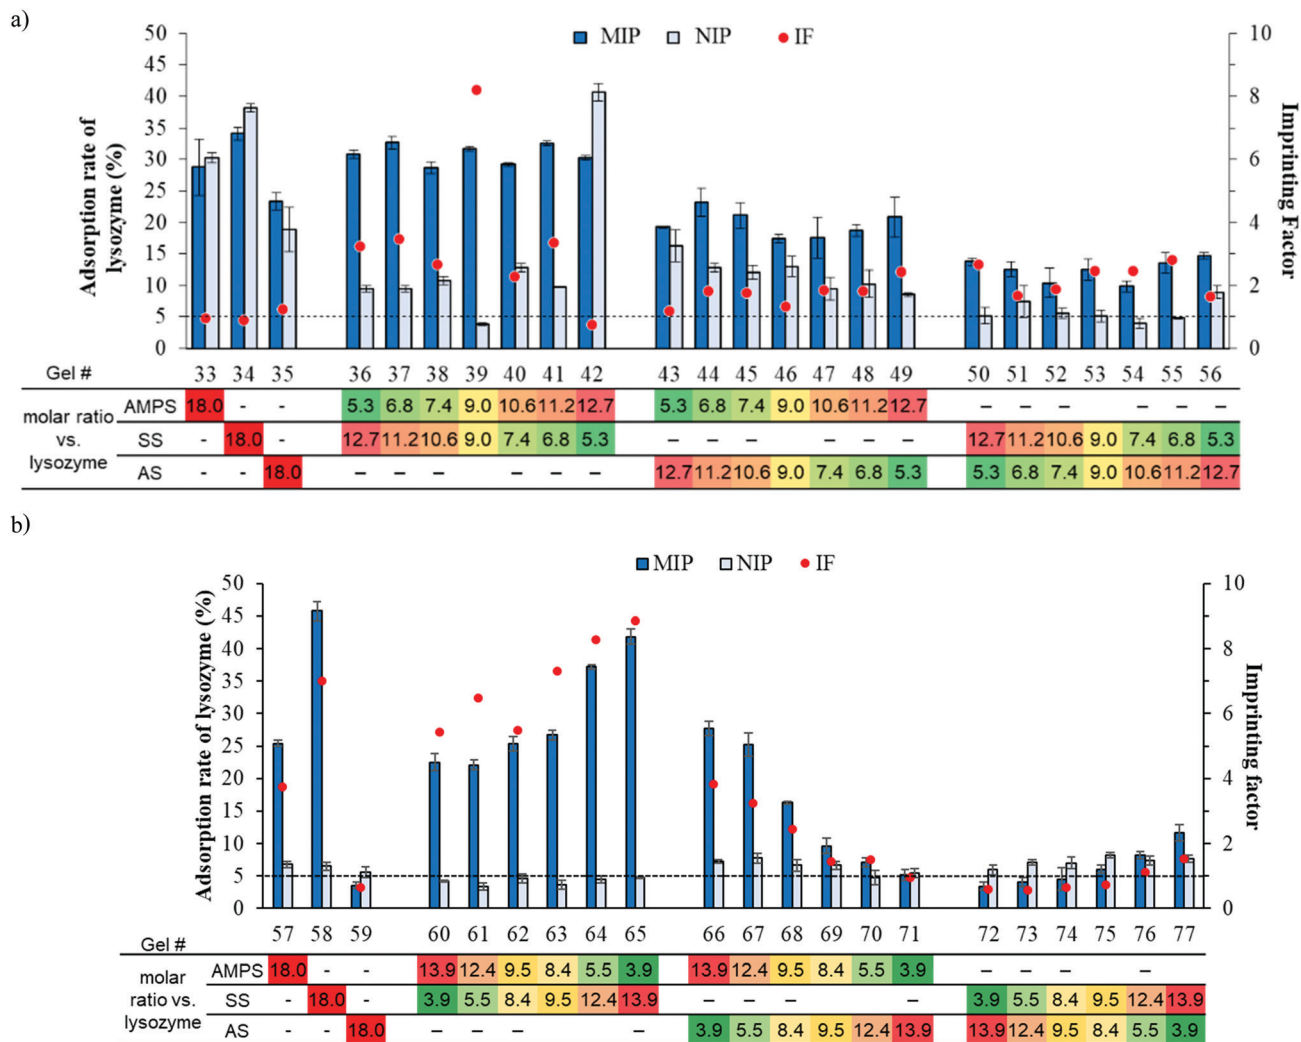 a)
MIP NIP IF
Adsorption rate of
lysozyme (%)
50
45
40
35
30
25
20
15
10
5
0
10
8
6
4
2
0
Imprinting Factor
Gel # 33 34 35 36 37 38 39 40 41 42 43 44 45 46 47 48 49 50 51 52 53 54 55 56
molar ratio
vs.
lysozyme
AMPS 18.0 - - 5.3 6.8 7.4 9.0 10.6 11.2 12.7 5.3 6.8 7.4 9.0 10.6 11.2 12.7 – – – – – – –
SS - 18.0 - 12.7 11.2 10.6 9.0 7.4 6.8 5.3 – – – – – – – 12.7 11.2 10.6 9.0 7.4 6.8 5.3
AS - - 18.0 – – – – – – – 12.7 11.2 10.6 9.0 7.4 6.8 5.3 5.3 6.8 7.4 9.0 10.6 11.2 12.7
b)
MIP NIP IF
Adsorption rate of lysozyme (%)
50
45
40
35
30
25
20
15
10
5
0
10
8
6
4
2
0
Imprinting factor
Gel # 57 58 59 60 61 62 63 64 65 66 67 68 69 70 71 72 73 74 75 76 77
molar
ratio vs.
lysozyme
AMPS 18.0 - - 13.9 12.4 9.5 8.4 5.5 3.9 13.9 12.4 9.5 8.4 5.5 3.9 – – – – –
SS - 18.0 - 3.9 5.5 8.4 9.5 12.4 13.9 – – – – – 3.9 5.5 8.4 9.5 12.4 13.9
AS - - 18.0 – – – – – 3.9 5.5 8.4 9.5 12.4 13.9 13.9 12.4 9.5 8.4 5.5 3.9